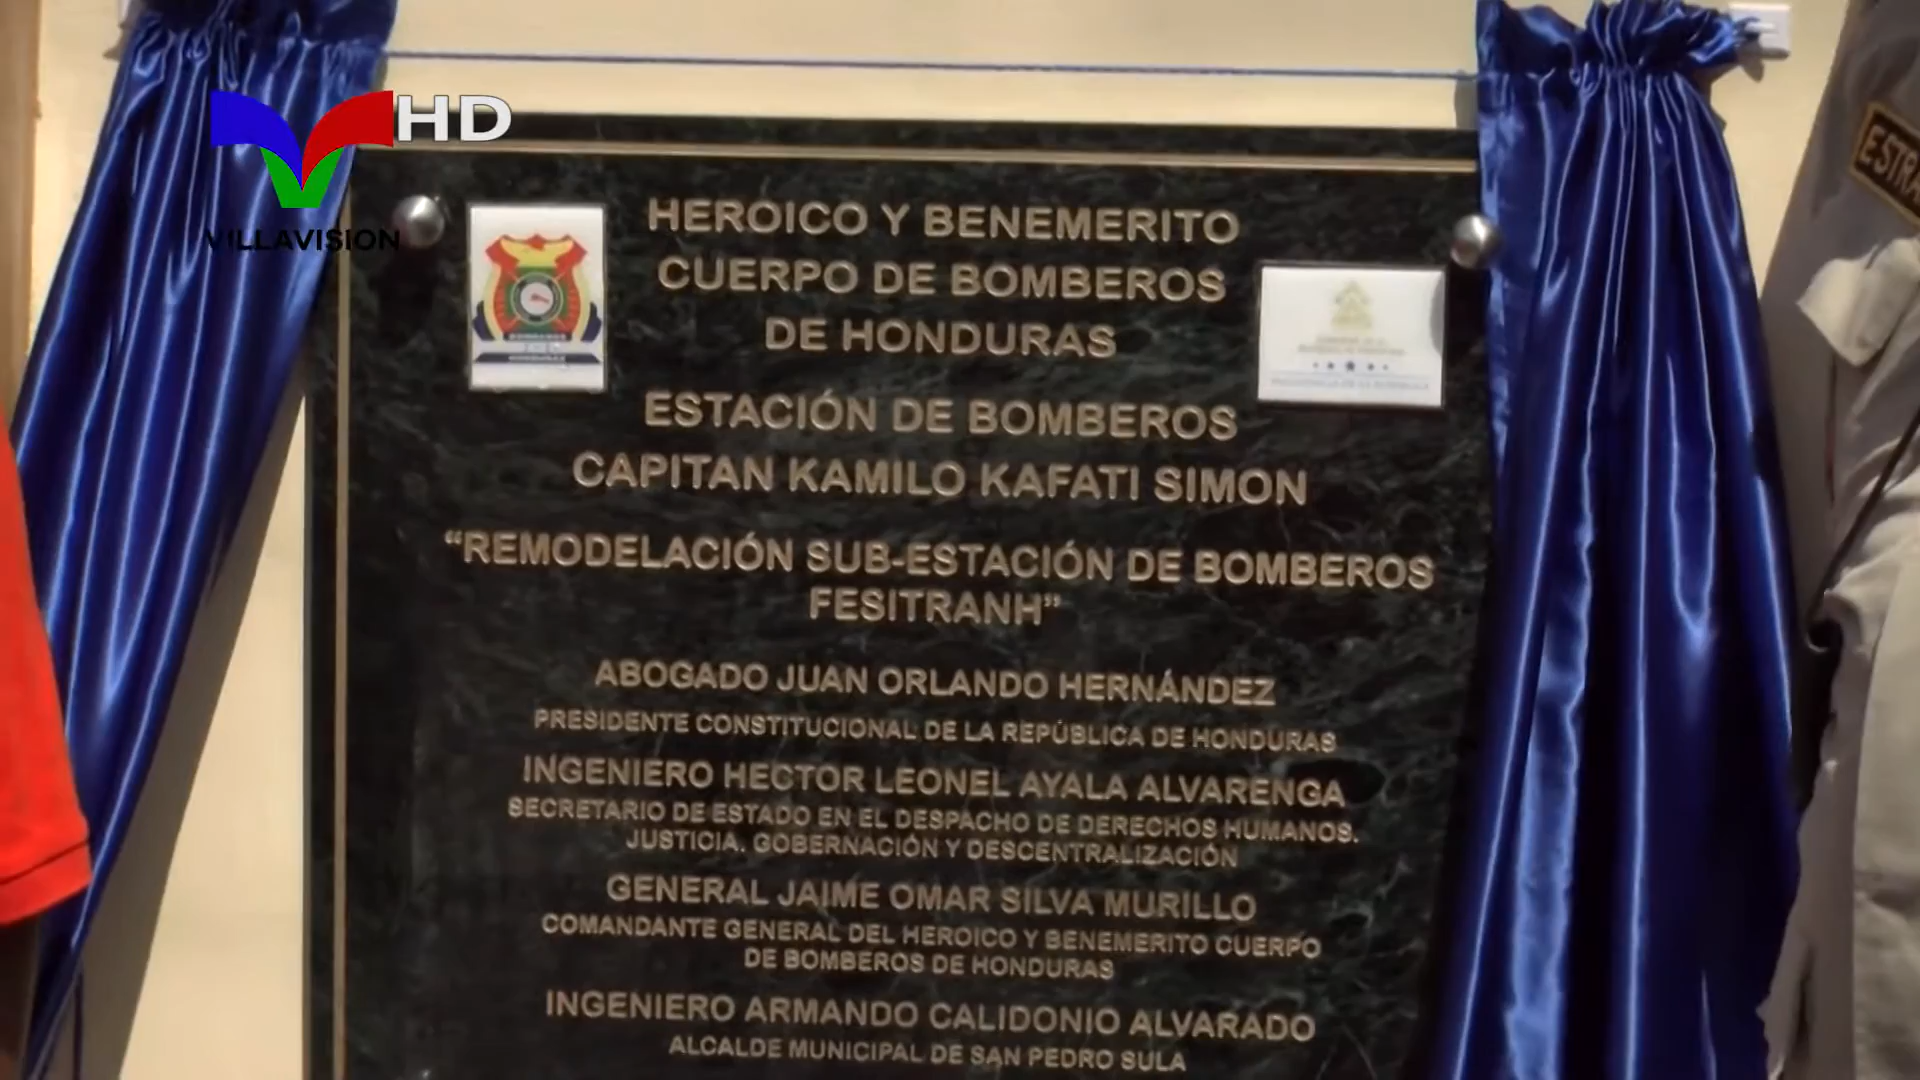 HD
VILLAVISION
ESTRA
HEROICO Y BENEMERITO
CUERPO DE BOMBEROS
DE HONDURAS
BOMBEROS
HONDURAS
ESTACIÓN DE BOMBEROS
CAPITAN KAMILO KAFATI SIMON
“REMODELACIÓN SUB-ESTACIÓN DE BOMBEROS
FESITRANH”
ABOGADO JUAN ORLANDO HERNÁNDEZ
PRESIDENTE CONSTITUCIONAL DE LA REPÚBLICA DE HONDURAS
INGENIERO HECTOR LEONEL AYALA ALVARENGA
SECRETARIO DE ESTADO EN EL DESPACHO DE DERECHOS HUMANOS,
JUSTICIA, GOBERNACIÓN Y DESCENTRALIZACIÓN
GENERAL JAIME OMAR SILVA MURILLO
COMANDANTE GENERAL DEL HEROICO Y BENEMERITO CUERPO
DE BOMBEROS DE HONDURAS
INGENIERO ARMANDO CALIDONIO ALVARADO
ALCALDE MUNICIPAL DE SAN PEDRO SULA